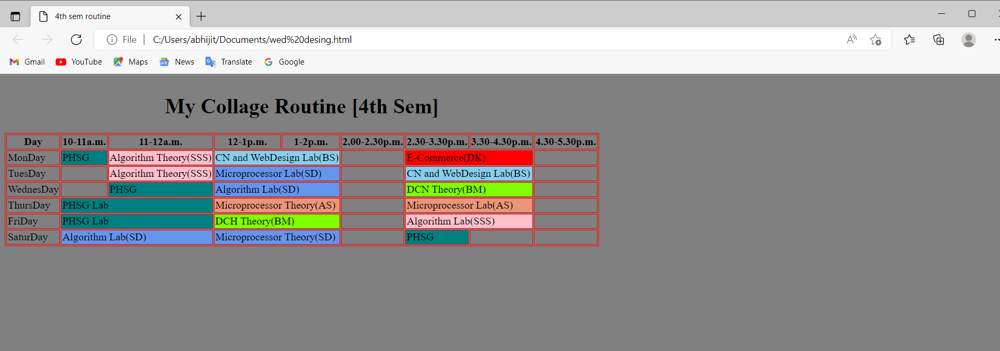 4th sem routine
File | C:/Users/abhijit/Documents/wed%20desing.html
Gmail YouTube Maps News Translate Google
My Collage Routine [4th Sem]
Day 10-11a.m. 11-12a.m. 12-1p.m. 1-2p.m. 2.00-2.30p.m. 2.30-3.30p.m. 3.30-4.30p.m. 4.30-5.30p.m.
MonDay PHSG Algorithm Theory(SSS) CN and WebDesign Lab(BS) E-Commerce(DK)
TuesDay Algorithm Theory(SSS) Microprocessor Lab(SD) CN and WebDesign Lab(BS)
WednesDay PHSG Algorithm Lab(SD) DCN Theory(BM)
ThursDay PHSG Lab Microprocessor Theory(AS) Microprocessor Lab(AS)
FriDay PHSG Lab DCH Theory(BM) Algorithm Lab(SSS)
SaturDay Algorithm Lab(SD) Microprocessor Theory(SD) PHSG